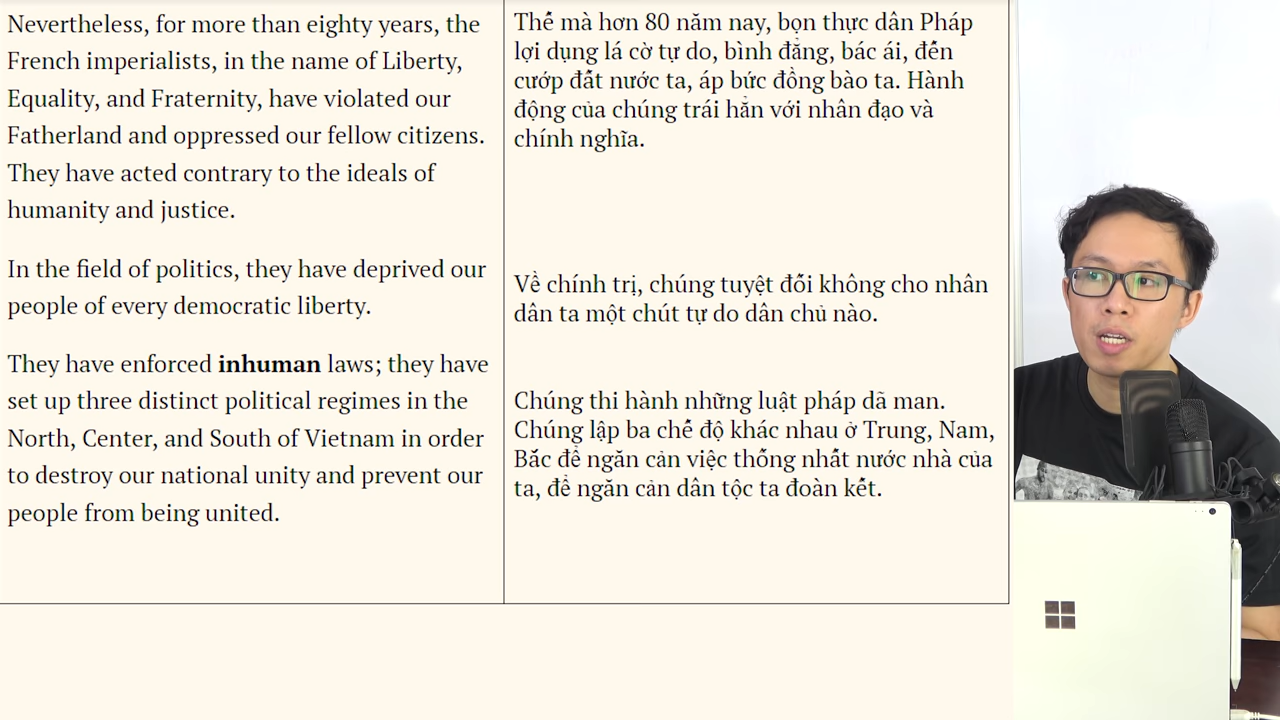 Nevertheless, for more than eighty years, the
French imperialists, in the name of Liberty,
Equality, and Fraternity, have violated our
Fatherland and oppressed our fellow citizens.
They have acted contrary to the ideals of
humanity and justice.
In the field of politics, they have deprived our
people of every democratic liberty.
They have enforced inhuman laws; they have
set up three distinct political regimes in the
North, Center, and South of Vietnam in order
to destroy our national unity and prevent our
people from being united.
Thế mà hơn 80 năm nay, bọn thực dân Pháp
lợi dụng lá cờ tự do, bình đẳng, bác ái, đến
cướp đất nước ta, áp bức đồng bào ta. Hành
động của chúng trái hẳn với nhân đạo và
chính nghĩa.
Về chính trị, chúng tuyệt đối không cho nhân
dân ta một chút tự do dân chủ nào.
Chúng thi hành những luật pháp dã man.
Chúng lập ba chế độ khác nhau ở Trung, Nam,
Bắc để ngăn cản việc thống nhất nước nhà của
ta, để ngăn cản dân tộc ta đoàn kết.